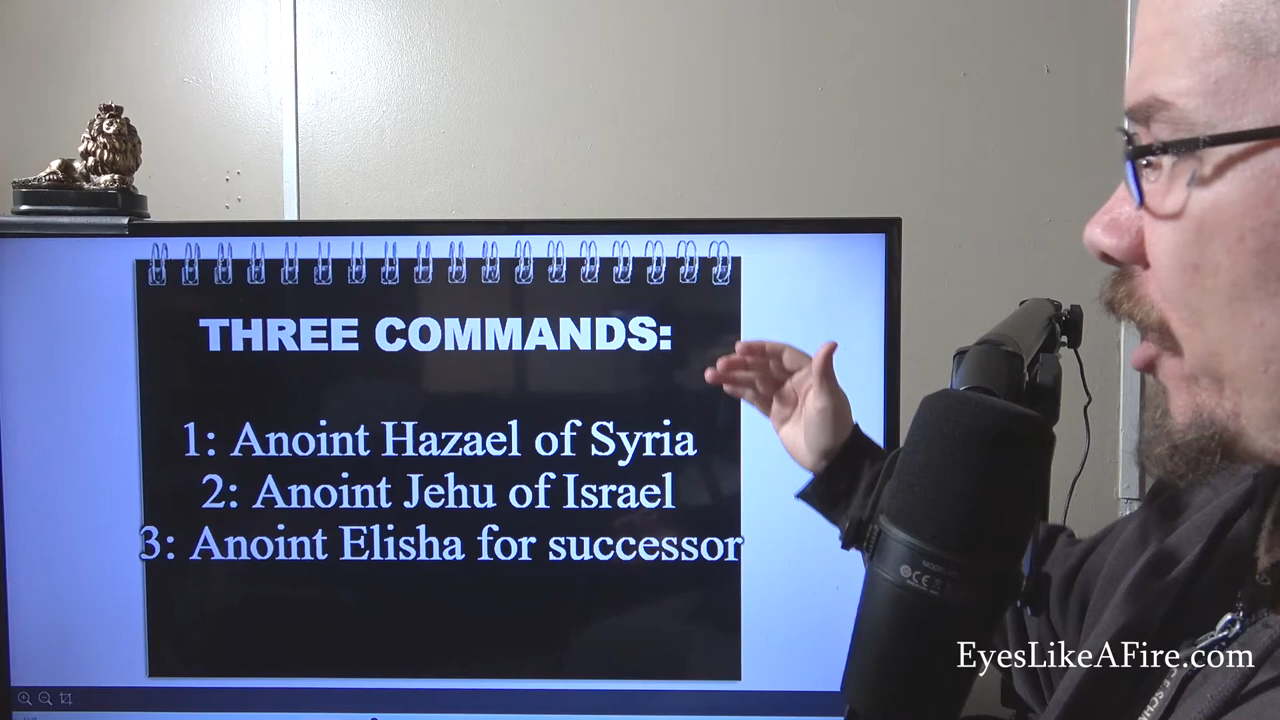 THREE COMMANDS:
1: Anoint Hazael of Syria
2: Anoint Jehu of Israel
3: Anoint Elisha for successor
EyesLikeAFire.com